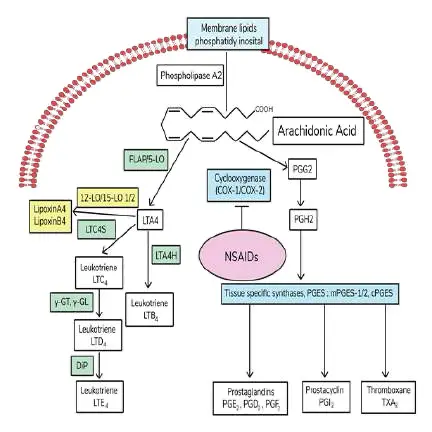 Membrane lipids
phosphatidy inosital
Phospholipase A2
COOH
Arachidonic Acid
FLAP/5-LO
PGG2
Cyclooxygenase
(COX-1/COX-2)
12-LO/15-LO 1/2
LipoxinA4
LipoxinB4
LTA4
PGH2
LTC4S
LTA4H
NSAIDs
Leukotriene
LTC4
Tissue specific synthases, PGES ; mPGES-1/2, cPGES
γ-GT, γ-GL
Leukotriene
LTB4
Leukotriene
LTD4
DiP
Leukotriene
LTE4
Prostaglandins
PGE2, PGD2, PGF2
Prostacyclin
PGI2
Thromboxane
TXA2